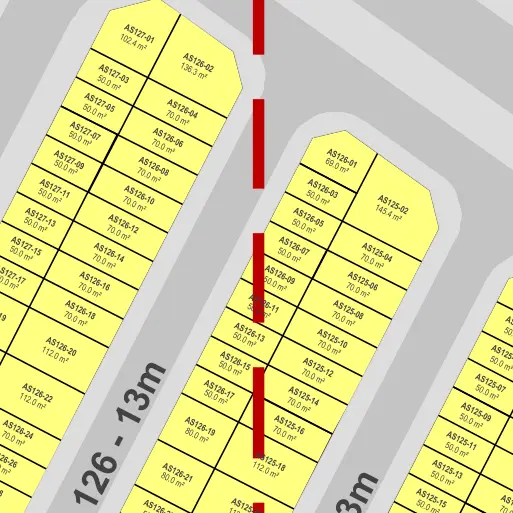 AS127-01
102.4 m²
AS126-02
136.3 m²
AS127-03
50.0 m²
AS126-04
70.0 m²
AS127-05
50.0 m²
AS126-06
70.0 m²
AS127-07
50.0 m²
AS126-08
70.0 m²
AS127-09
50.0 m²
AS126-10
70.0 m²
AS127-11
50.0 m²
AS126-12
70.0 m²
AS127-13
50.0 m²
AS126-14
70.0 m²
AS127-15
50.0 m²
AS126-16
70.0 m²
S127-17
0.0 m²
AS126-18
70.0 m²
19
AS126-20
112.0 m²
AS126-22
112.0 m²
AS126-24
70.0 m²
126 - 13m
AS126-01
69.0 m²
AS125-02
145.4 m²
AS126-03
50.0 m²
AS126-05
50.0 m²
AS125-04
70.0 m²
AS126-07
50.0 m²
AS125-06
70.0 m²
AS126-09
50.0 m²
AS125-08
70.0 m²
AS125-10
70.0 m²
AS126-13
50.0 m²
AS125-12
70.0 m²
AS126-15
50.0 m²
AS125-14
70.0 m²
AS126-17
50.0 m²
AS125-16
70.0 m²
AS126-19
80.0 m²
125-18
112.0 m²
AS126-21
80.0 m²
3m
AS125-07
50.0 m²
AS125-09
50.0 m²
AS125-11
50.0 m²
AS125-13
50.0 m²
AS125-15
50.0 m²